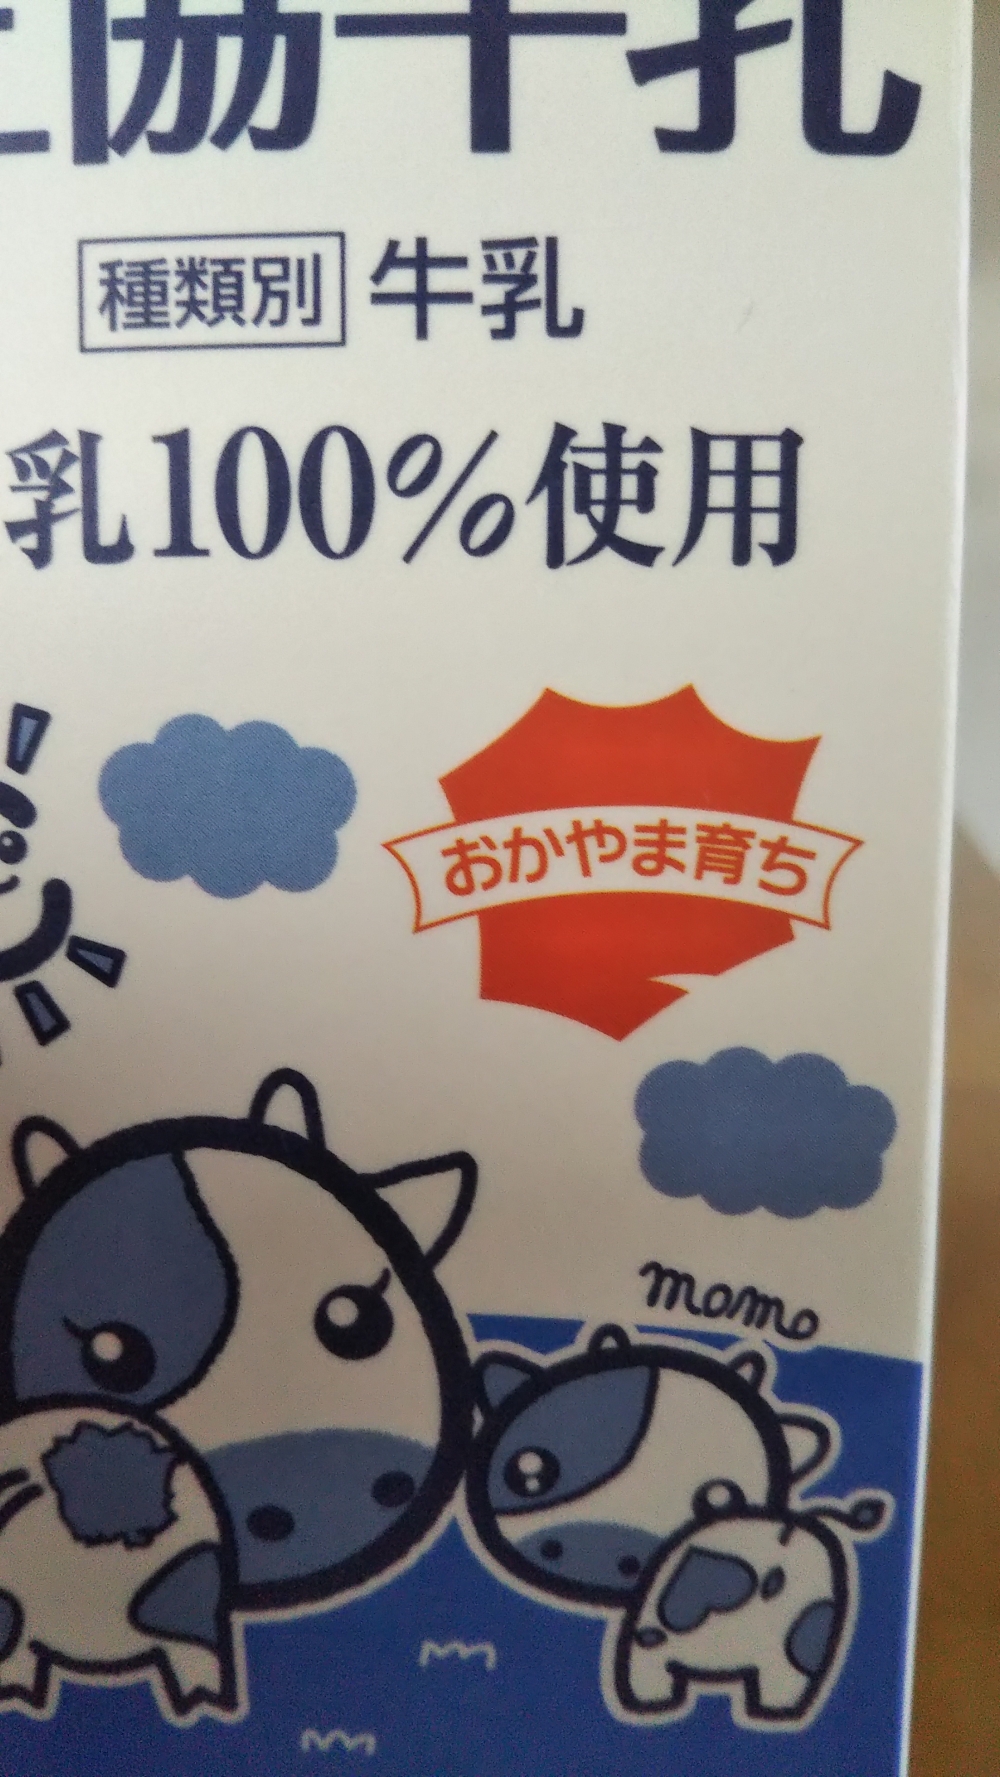 協牛乳
種類別 牛乳
乳100%使用
おかやま育ち
momo